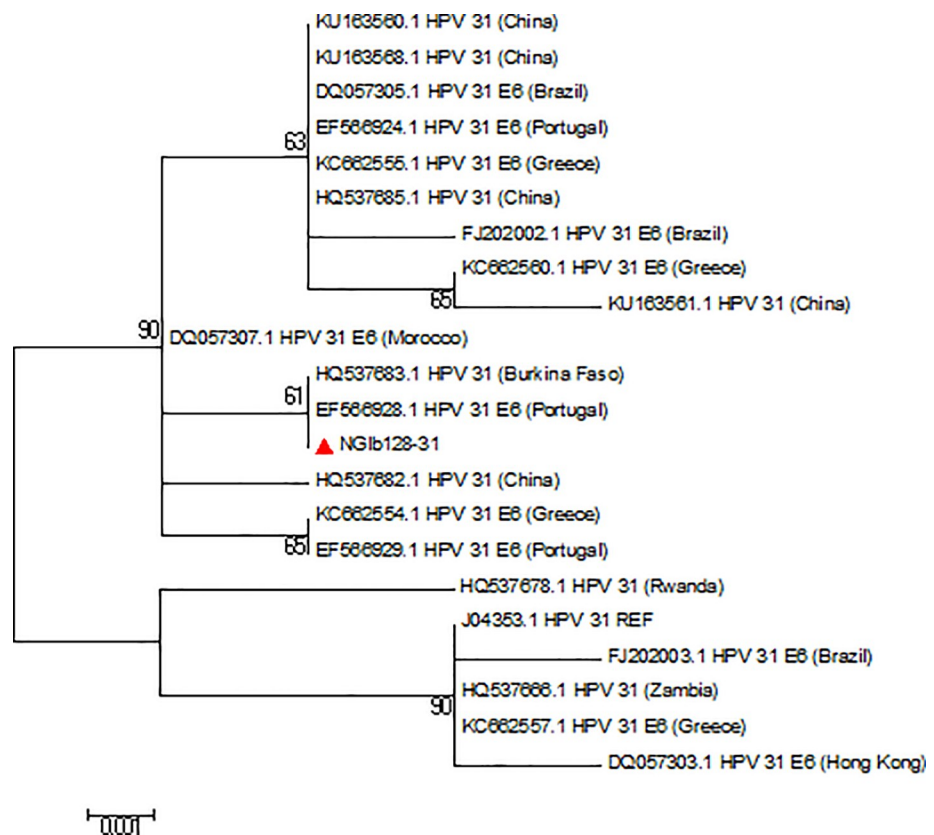 KU163560.1 HPV 31 (China)
KU163568.1 HPV 31 (China)
DQ057305.1 HPV 31 E6 (Brazil)
EF566924.1 HPV 31 E6 (Portugal)
63
KC662555.1 HPV 31 E6 (Greece)
HQ537685.1 HPV 31 (China)
FJ202002.1 HPV 31 E6 (Brazil)
KC662560.1 HPV 31 E6 (Greece)
65
KU163561.1 HPV 31 (China)
90
DQ057307.1 HPV 31 E6 (Morocco)
HQ537683.1 HPV 31 (Burkina Faso)
61
EF566928.1 HPV 31 E6 (Portugal)
NGIb128-31
HQ537682.1 HPV 31 (China)
KC662554.1 HPV 31 E6 (Greece)
65
EF566929.1 HPV 31 E6 (Portugal)
HQ537678.1 HPV 31 (Rwanda)
J04353.1 HPV 31 REF
FJ202003.1 HPV 31 E6 (Brazil)
HQ537666.1 HPV 31 (Zambia)
90
KC662557.1 HPV 31 E6 (Greece)
DQ057303.1 HPV 31 E6 (Hong Kong)
0.001